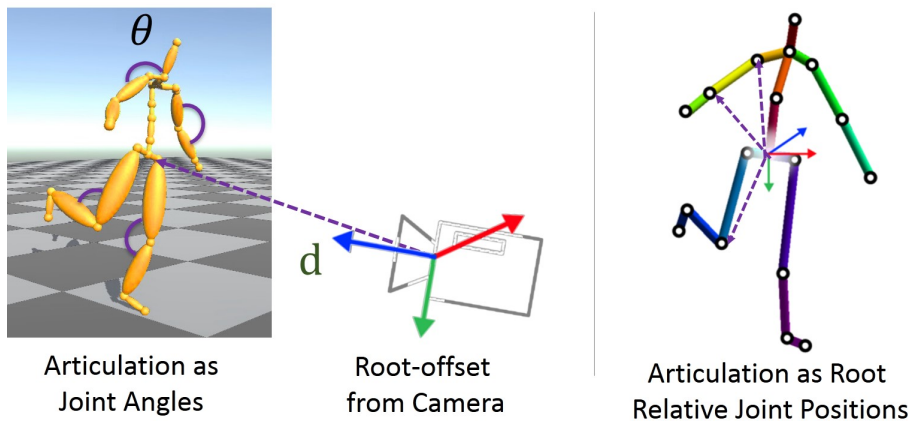 θ
d
Articulation as
Joint Angles
Root-offset
from Camera
Articulation as Root
Relative Joint Positions